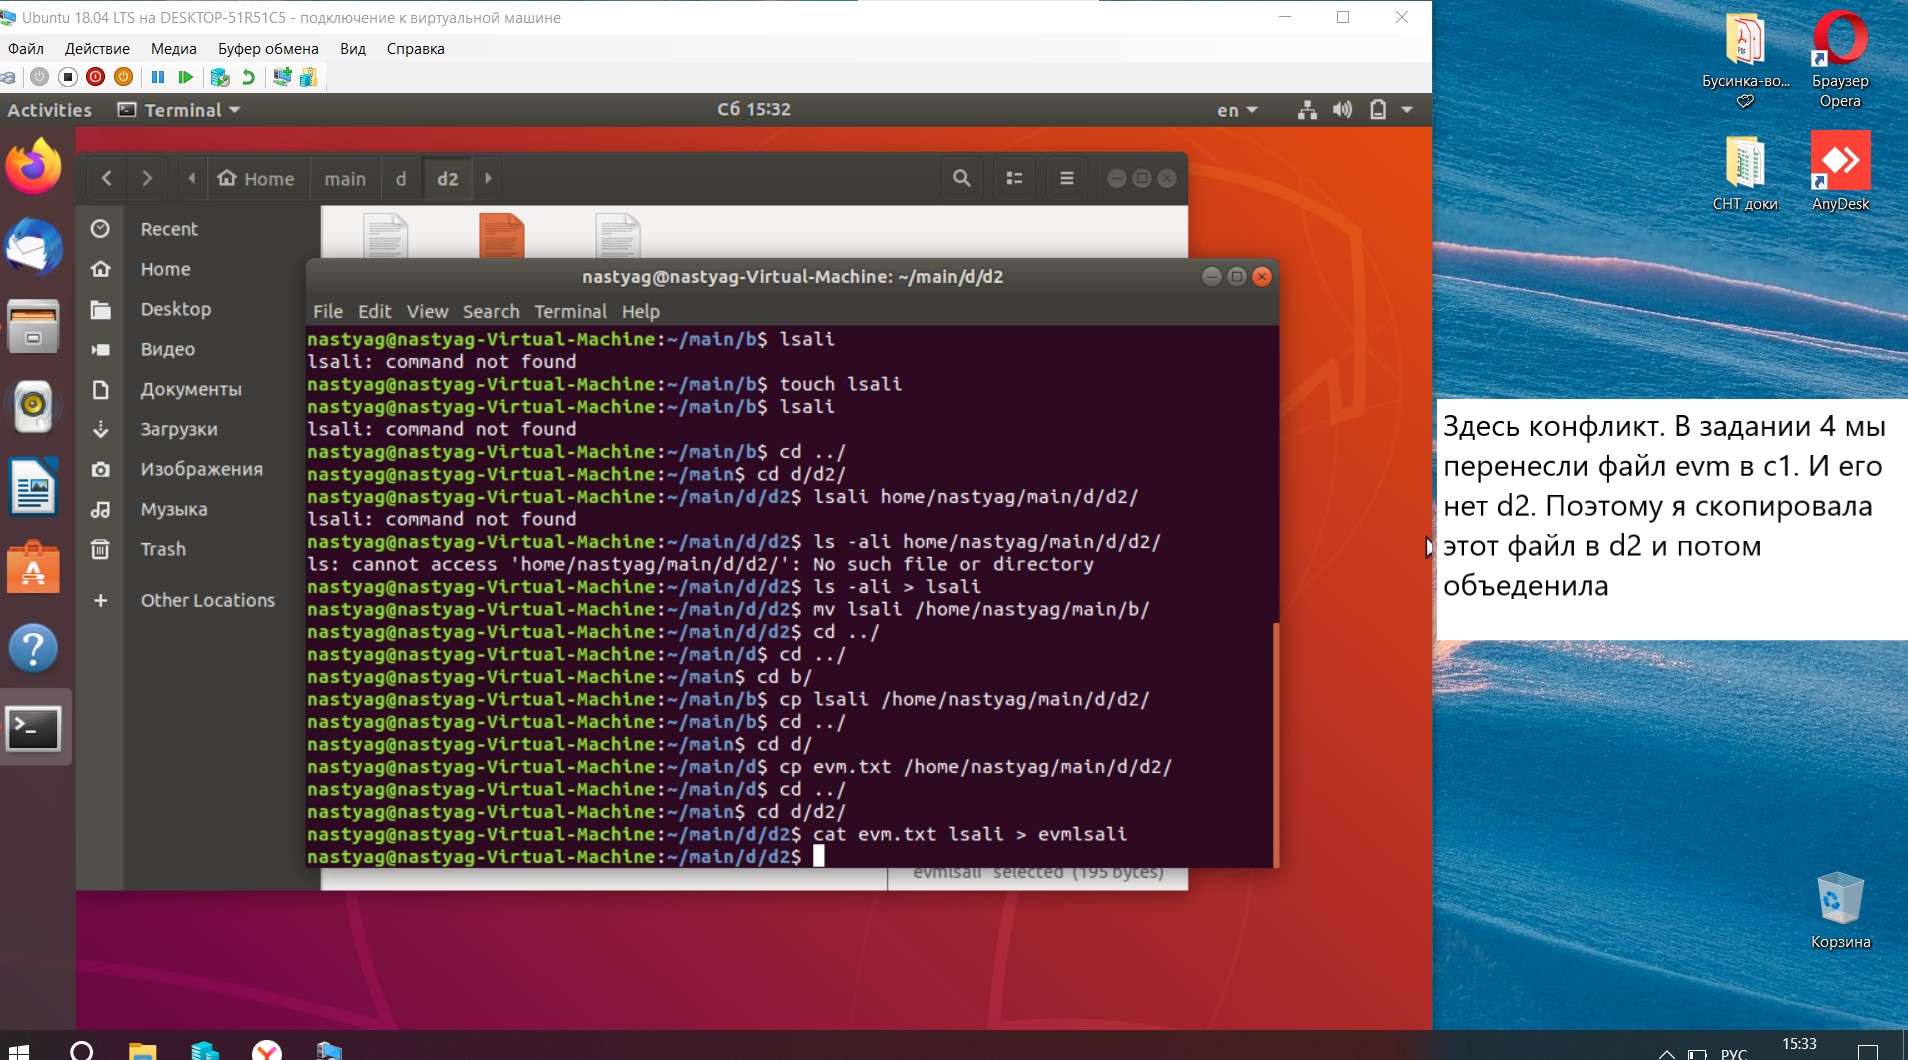 Ubuntu 18.04 LTS на DESKTOP-51R51C5 - подключение к виртуальной машине
Файл Действие Медиа Буфер обмена Вид Справка
Activities Terminal Сб 15:32 en
Home main d d2
Recent
Home
Desktop
Видео
Документы
Загрузки
Изображения
Музыка
Trash
+ Other Locations
nastyag@nastyag-Virtual-Machine: ~/main/d/d2
File Edit View Search Terminal Help
nastyag@nastyag-Virtual-Machine:~/main/b$ lsali
lsali: command not found
nastyag@nastyag-Virtual-Machine:~/main/b$ touch lsali
nastyag@nastyag-Virtual-Machine:~/main/b$ lsali
lsali: command not found
nastyag@nastyag-Virtual-Machine:~/main/b$ cd ../
nastyag@nastyag-Virtual-Machine:~/main$ cd d/d2/
nastyag@nastyag-Virtual-Machine:~/main/d/d2$ lsali home/nastyag/main/d/d2/
lsali: command not found
nastyag@nastyag-Virtual-Machine:~/main/d/d2$ ls -ali home/nastyag/main/d/d2/
ls: cannot access 'home/nastyag/main/d/d2/': No such file or directory
nastyag@nastyag-Virtual-Machine:~/main/d/d2$ ls -ali > lsali
nastyag@nastyag-Virtual-Machine:~/main/d/d2$ mv lsali /home/nastyag/main/b/
nastyag@nastyag-Virtual-Machine:~/main/d/d2$ cd ../
nastyag@nastyag-Virtual-Machine:~/main/d$ cd ../
nastyag@nastyag-Virtual-Machine:~/main$ cd b/
nastyag@nastyag-Virtual-Machine:~/main/b$ cp lsali /home/nastyag/main/d/d2/
nastyag@nastyag-Virtual-Machine:~/main/b$ cd ../
nastyag@nastyag-Virtual-Machine:~/main$ cd d/
nastyag@nastyag-Virtual-Machine:~/main/d$ cp evm.txt /home/nastyag/main/d/d2/
nastyag@nastyag-Virtual-Machine:~/main/d$ cd ../
nastyag@nastyag-Virtual-Machine:~/main$ cd d/d2/
nastyag@nastyag-Virtual-Machine:~/main/d/d2$ cat evm.txt lsali > evmlsali
nastyag@nastyag-Virtual-Machine:~/main/d/d2$
evmlsali" selected (195 bytes)
Бусинка-во...
Браузер
Opera
СНТ доки
AnyDesk
Здесь конфликт. В задании 4 мы
перенесли файл evm в c1. И его
нет d2. Поэтому я скопировала
этот файл в d2 и потом
объеденила
Корзина
РУС
15:33